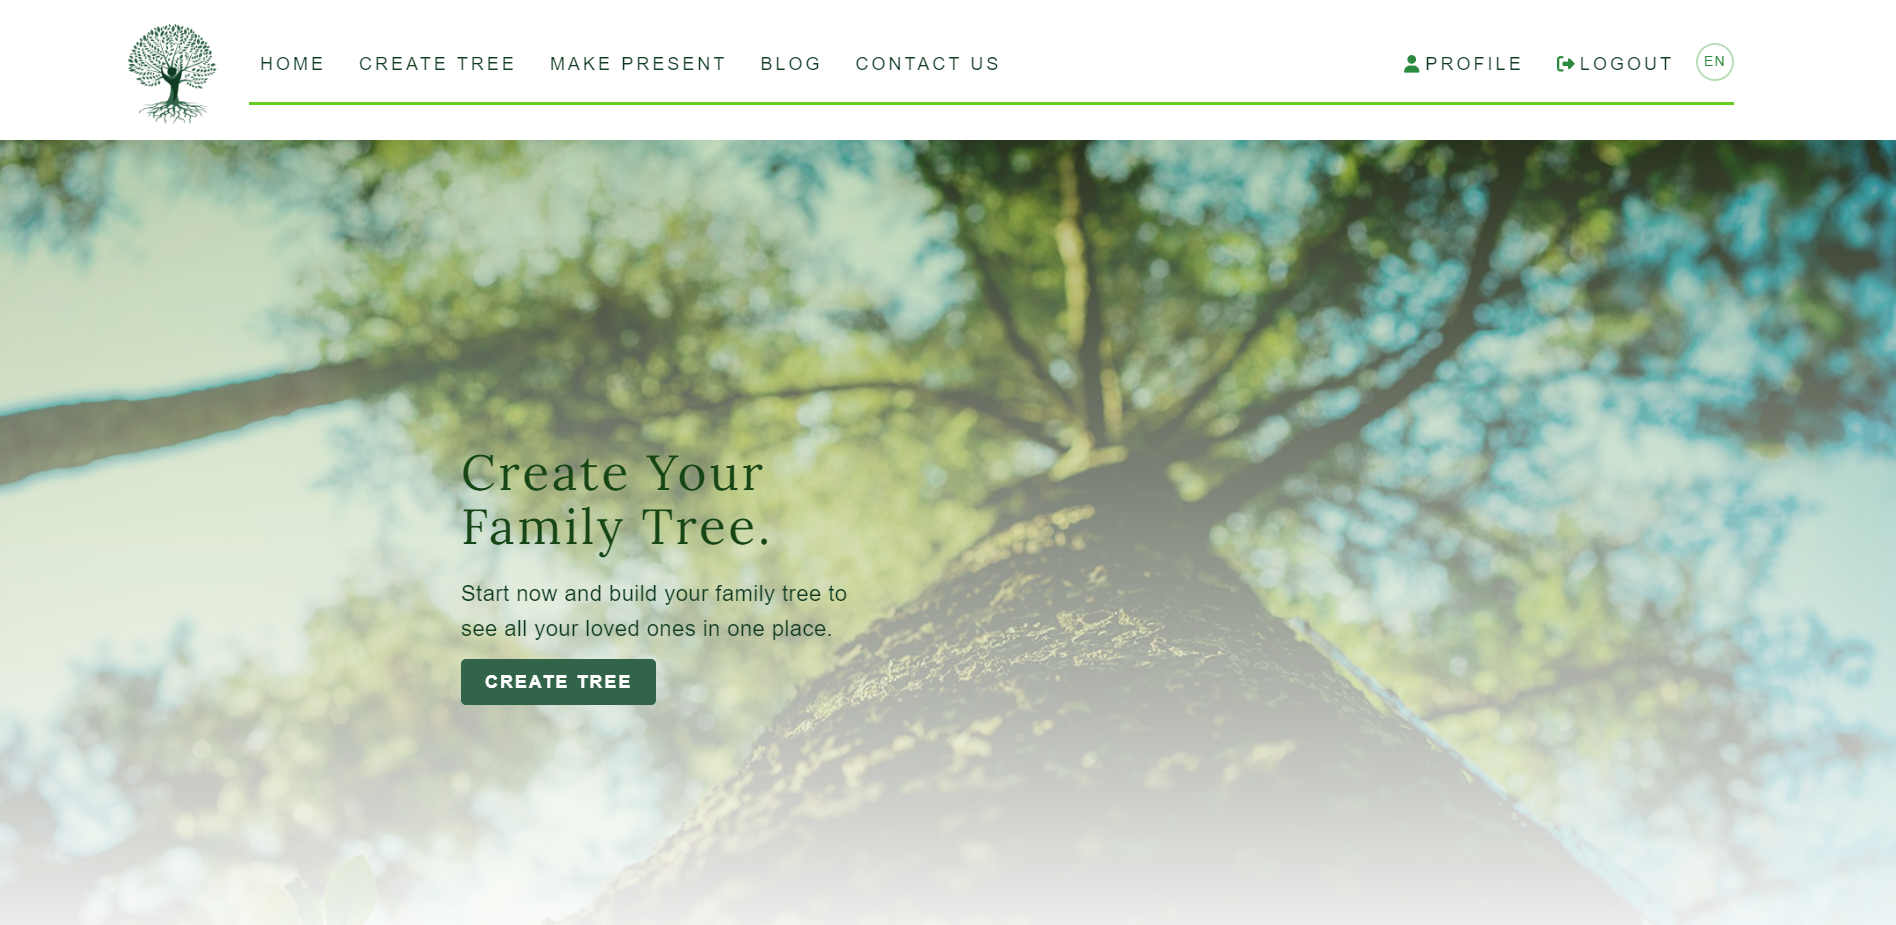 HOME CREATE TREE MAKE PRESENT BLOG CONTACT US PROFILE LOGOUT EN
Create Your
Family Tree.
Start now and build your family tree to
see all your loved ones in one place.
CREATE TREE